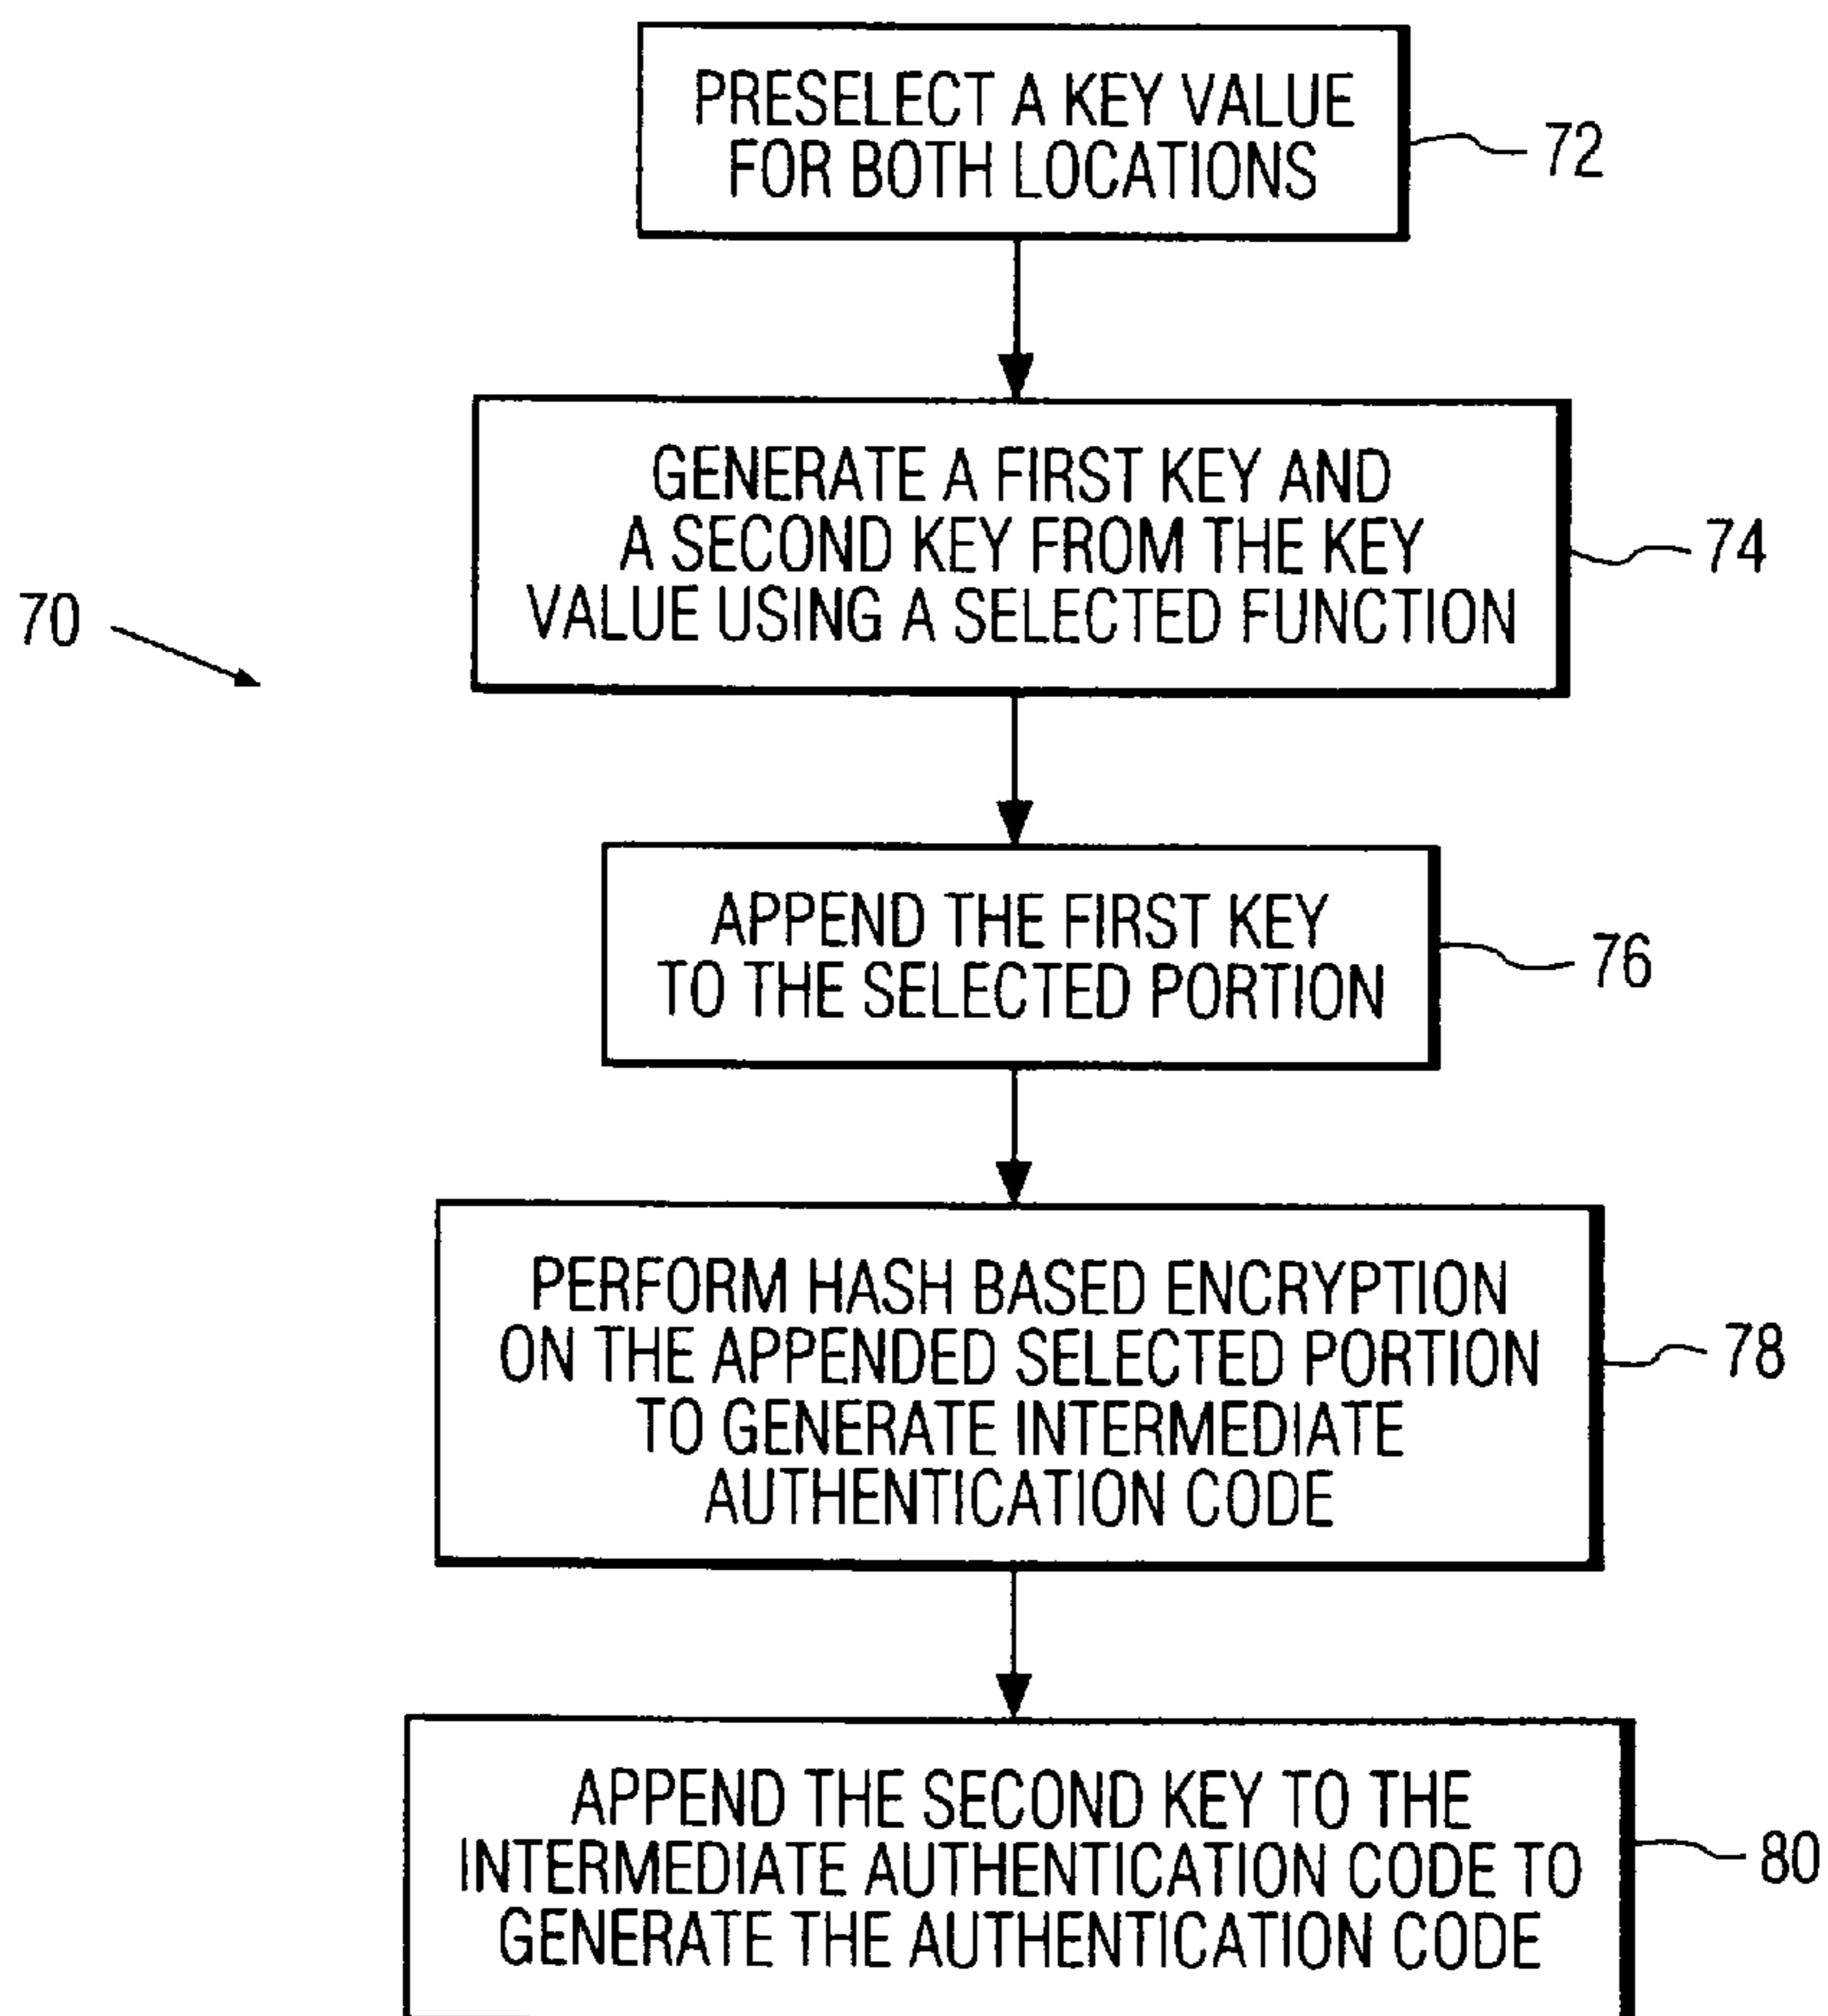 PRESELECT A KEY VALUE
FOR BOTH LOCATIONS
72
GENERATE A FIRST KEY AND
A SECOND KEY FROM THE KEY
VALUE USING A SELECTED FUNCTION
74
70
APPEND THE FIRST KEY
TO THE SELECTED PORTION
76
PERFORM HASH BASED ENCRYPTION
ON THE APPENDED SELECTED PORTION
TO GENERATE INTERMEDIATE
AUTHENTICATION CODE
78
APPEND THE SECOND KEY TO THE
INTERMEDIATE AUTHENTICATION CODE TO
GENERATE THE AUTHENTICATION CODE
80